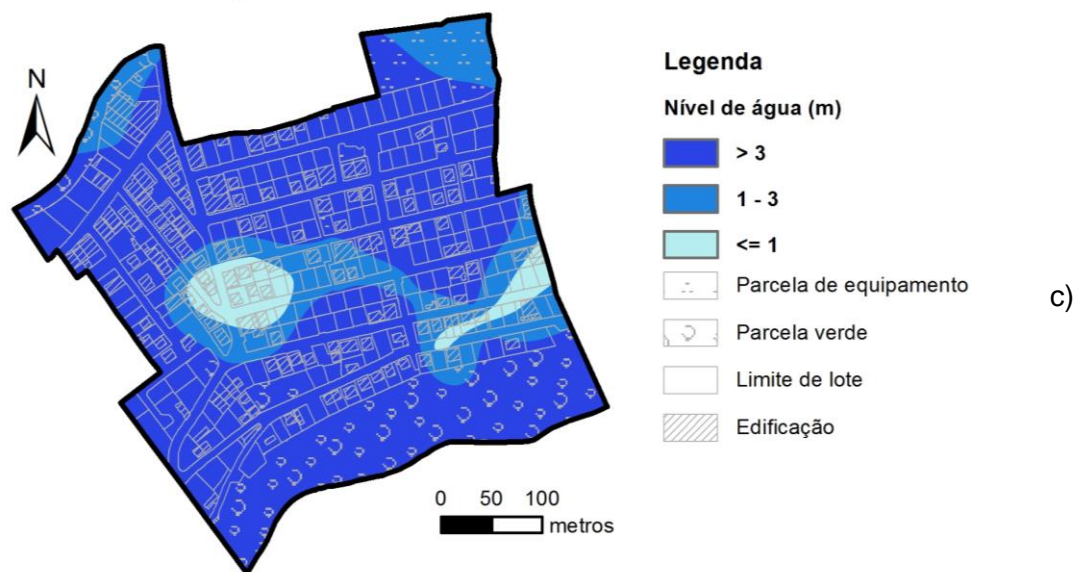 N
Legenda
Nível de água (m)
> 3
1 - 3
<= 1
Parcela de equipamento
c)
Parcela verde
Limite de lote
Edificação
0 50 100
metros